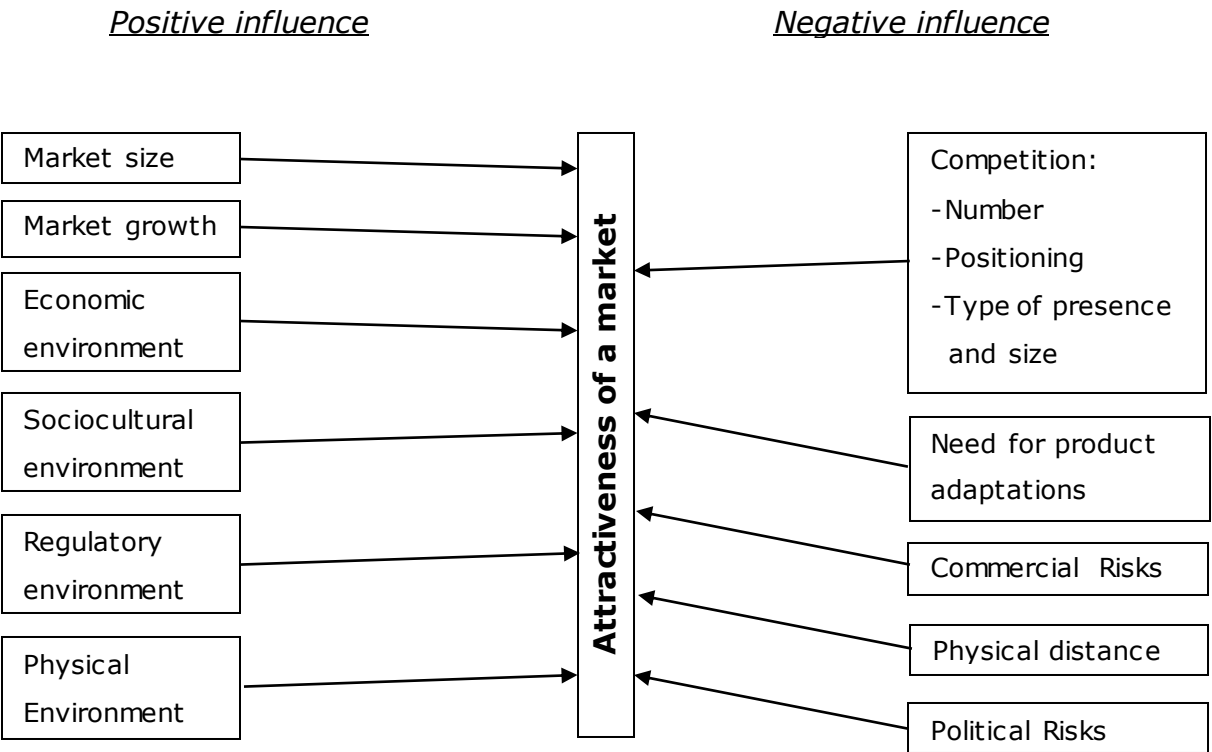 Positive influence
Negative influence
Market size
Market growth
Economic
environment
Sociocultural
environment
Regulatory
environment
Physical
Environment
Attractiveness of a market
Competition:
-Number
-Positioning
-Type of presence
and size
Need for product
adaptations
Commercial Risks
Physical distance
Political Risks